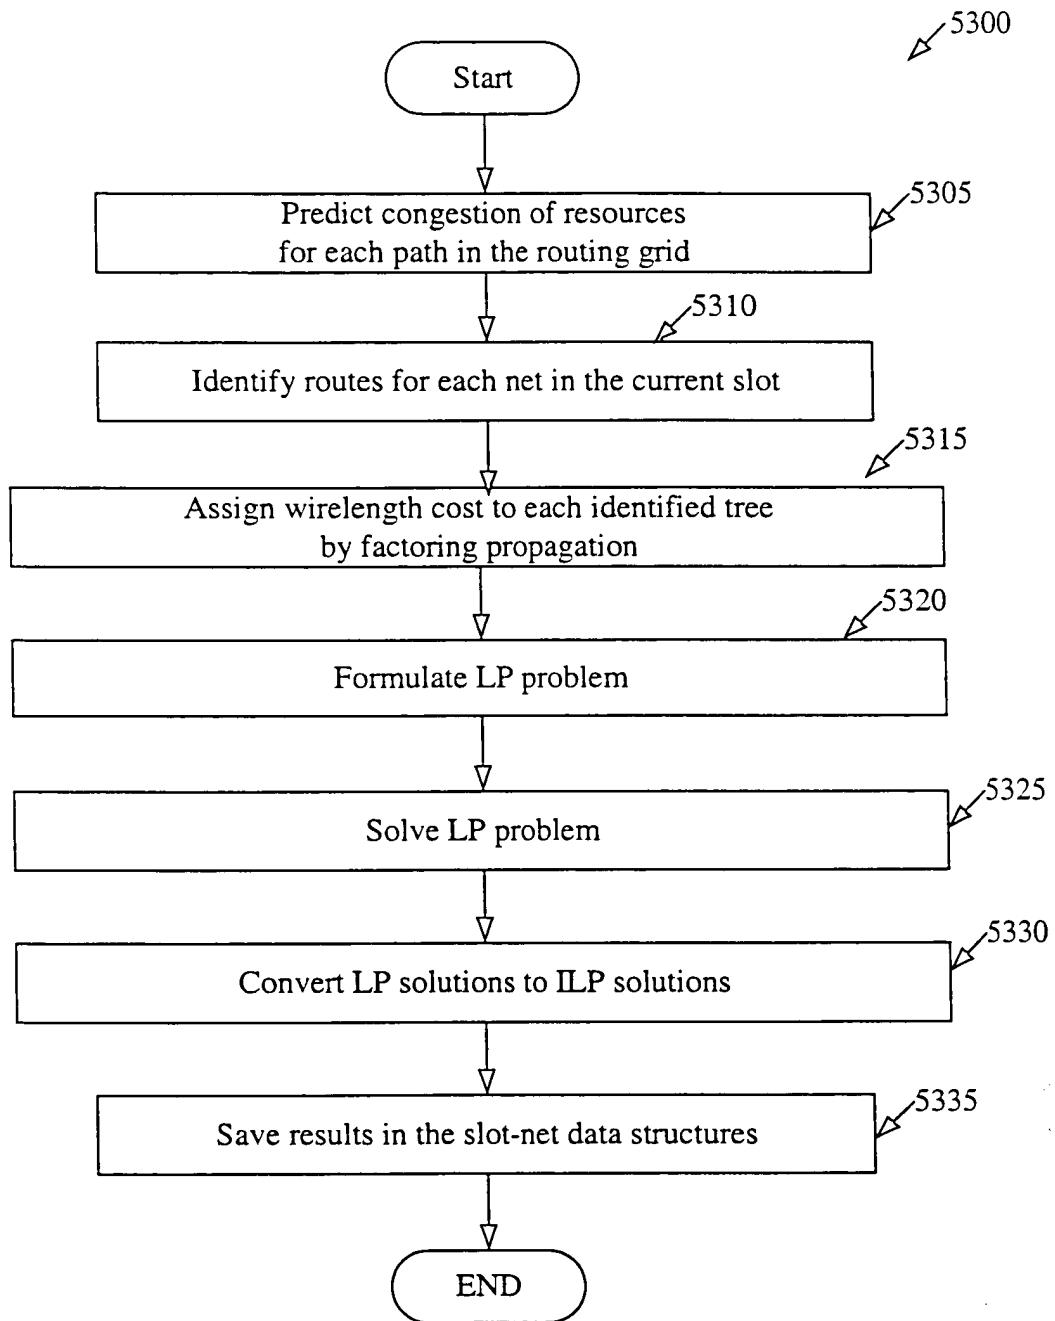 5300
Start
5305
Predict congestion of resources
for each path in the routing grid
5310
Identify routes for each net in the current slot
5315
Assign wirelength cost to each identified tree
by factoring propagation
5320
Formulate LP problem
5325
Solve LP problem
5330
Convert LP solutions to ILP solutions
5335
Save results in the slot-net data structures
END